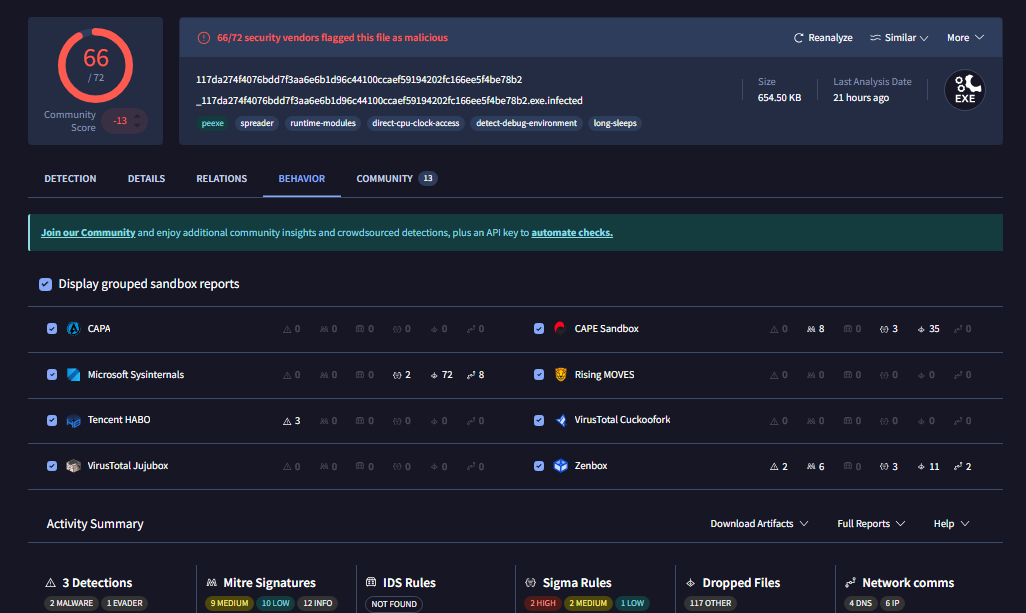 66
/ 72
Community
Score
-13
66/72 security vendors flagged this file as malicious
Reanalyze
Similar
More
117da274f4076bdd7f3aa6e6b1d96c44100ccaef59194202fc166ee5f4be78b2
_117da274f4076bdd7f3aa6e6b1d96c44100ccaef59194202fc166ee5f4be78b2.exe.infected
Size
654.50 KB
Last Analysis Date
21 hours ago
EXE
peexe spreader runtime-modules direct-cpu-clock-access detect-debug-environment long-sleeps
DETECTION DETAILS RELATIONS BEHAVIOR COMMUNITY 13
Join our Community and enjoy additional community insights and crowdsourced detections, plus an API key to automate checks.
Display grouped sandbox reports
CAPA 0 0 0 0 0 0
CAPE Sandbox 0 8 0 3 35 0
Microsoft Sysinternals 0 0 0 2 72 8
Rising MOVES 0 0 0 0 0 0
Tencent HABO 3 0 0 0 0 0
VirusTotal Cuckoofork 0 0 0 0 0 0
VirusTotal Jujubox 0 0 0 0 0 0
Zenbox 2 6 0 3 11 2
Activity Summary
Download Artifacts Full Reports Help
3 Detections
2 MALWARE 1 EVADER
Mitre Signatures
9 MEDIUM 10 LOW 12 INFO
IDS Rules
NOT FOUND
Sigma Rules
2 HIGH 2 MEDIUM 1 LOW
Dropped Files
117 OTHER
Network comms
4 DNS 6 IP